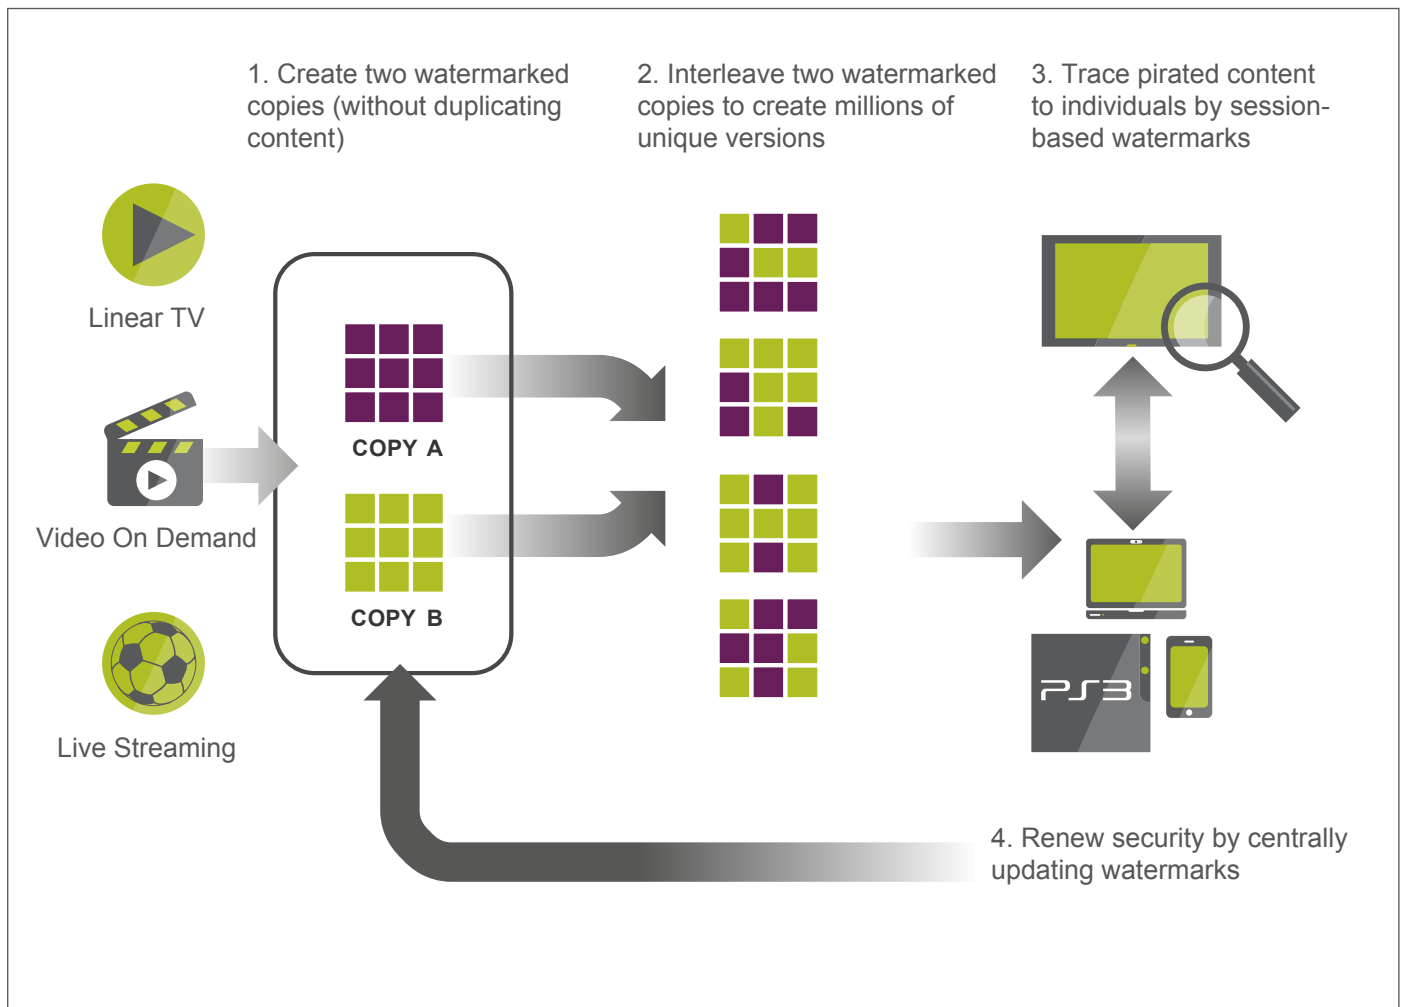 1. Create two watermarked
copies (without duplicating
content)
2. Interleave two watermarked
copies to create millions of
unique versions
3. Trace pirated content
to individuals by session-
based watermarks
Linear TV
Video On Demand
Live Streaming
COPY A
COPY B
PS3
4. Renew security by centrally
updating watermarks